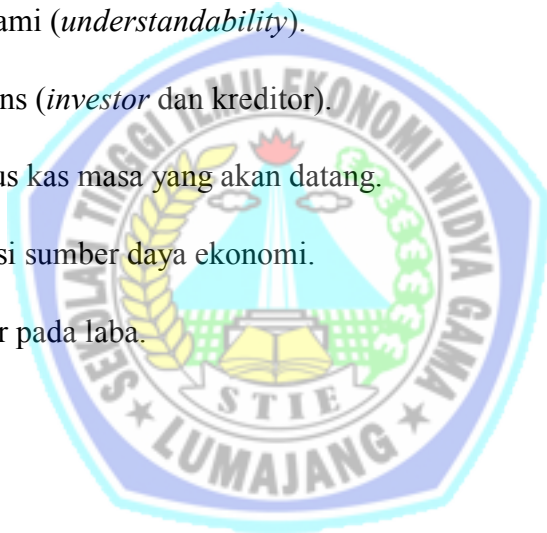 ami (understandability).
ns (investor dan kreditor).
us kas masa yang akan datang.
si sumber daya ekonomi.
r pada laba.
SEKOLAH TINGGI ILMU EKONOMI WIDYA GAMA
STIE
LUMAJANG